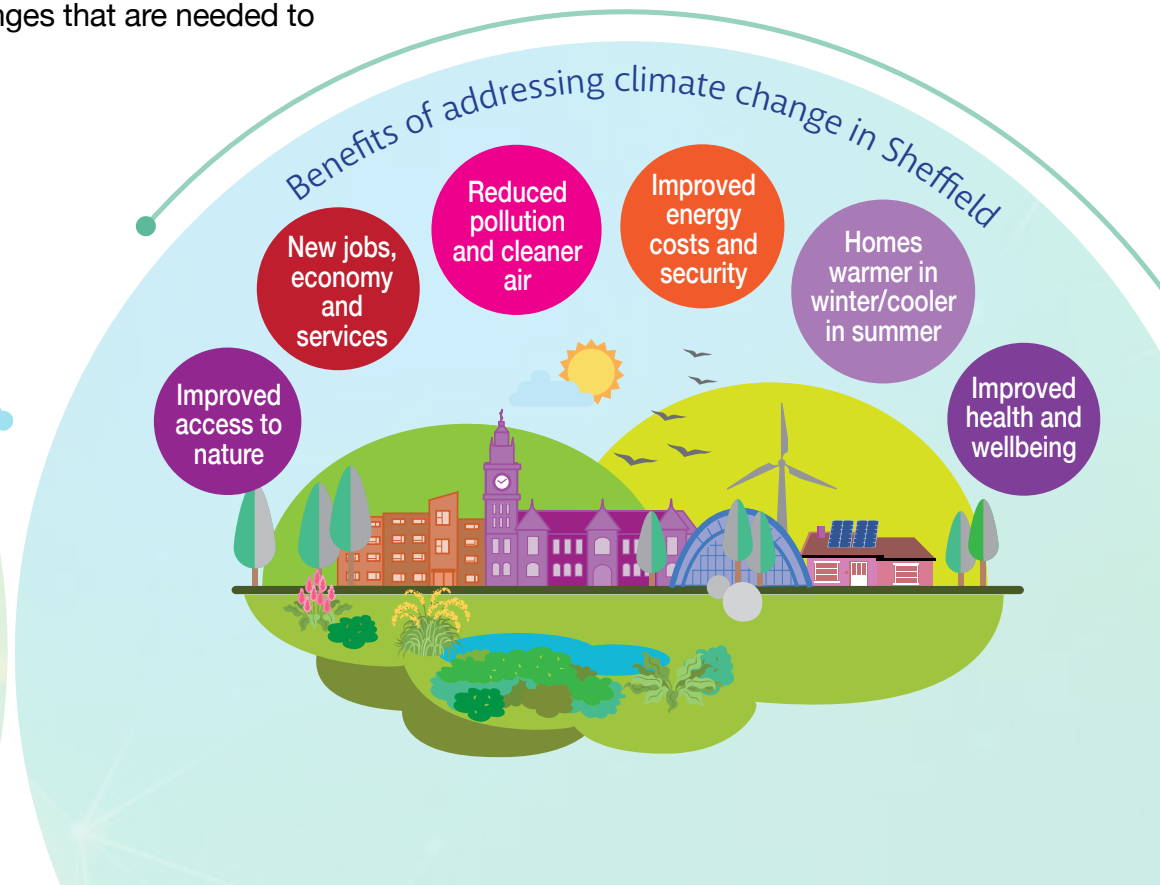 nges that are needed to
Benefits of addressing climate change in Sheffield
Improved
access to
nature
New jobs,
economy
and
services
Reduced
pollution
and cleaner
air
Improved
energy
costs and
security
Homes
warmer in
winter/cooler
in summer
Improved
health and
wellbeing